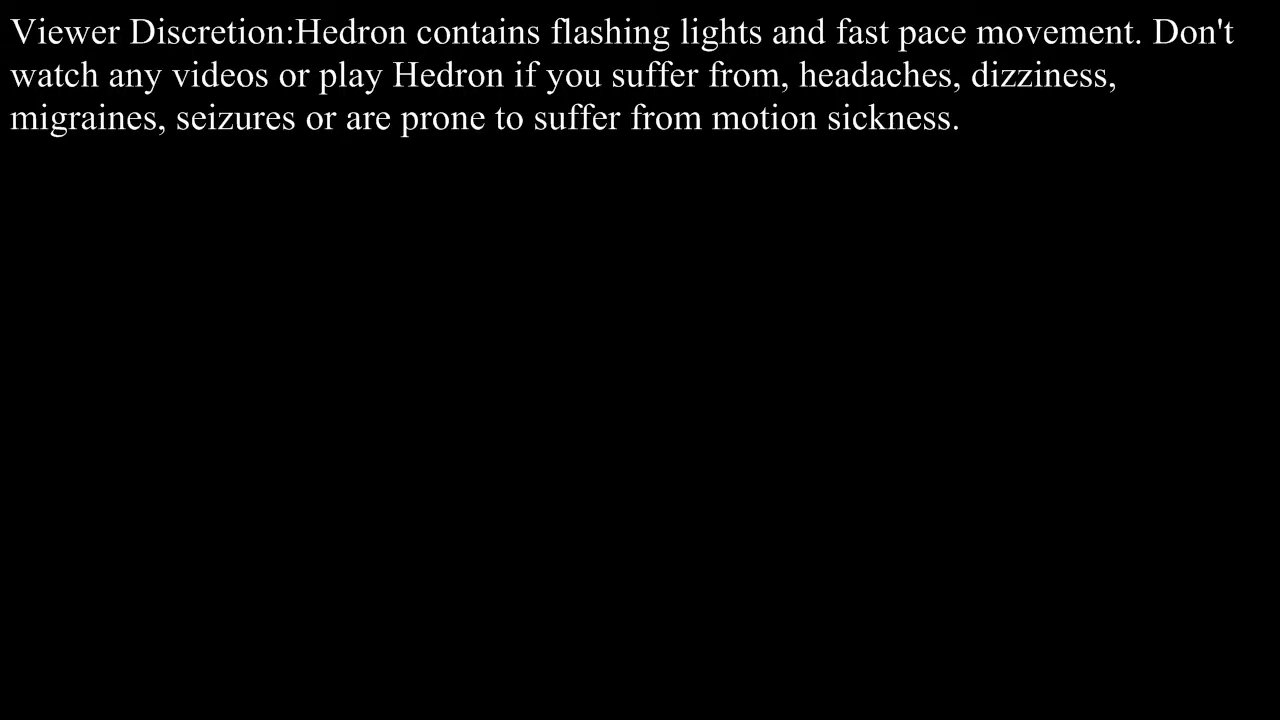 Viewer Discretion:Hedron contains flashing lights and fast pace movement. Don't
watch any videos or play Hedron if you suffer from, headaches, dizziness,
migraines, seizures or are prone to suffer from motion sickness.